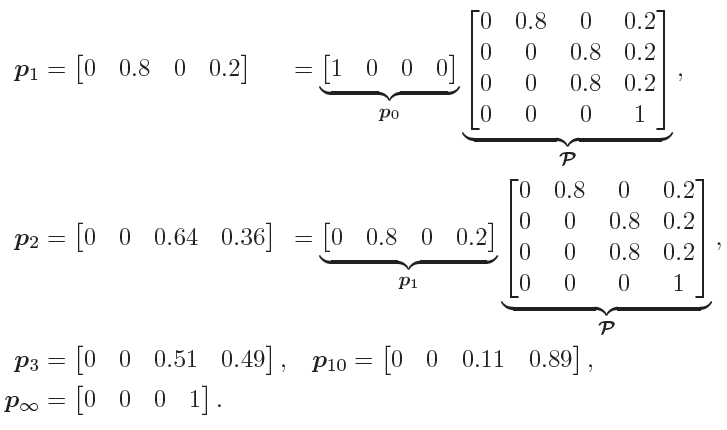 p₁ = [0 0.8 0 0.2] = [1 0 0 0] [0 0.8 0 0.2
0 0 0.8 0.2
0 0 0.8 0.2
0 0 0 1],
p₀ 𝓟
p₂ = [0 0 0.64 0.36] = [0 0.8 0 0.2] [0 0.8 0 0.2
0 0 0.8 0.2
0 0 0.8 0.2
0 0 0 1],
p₁ 𝓟
p₃ = [0 0 0.51 0.49], p₁₀ = [0 0 0.11 0.89],
p∞ = [0 0 0 1].